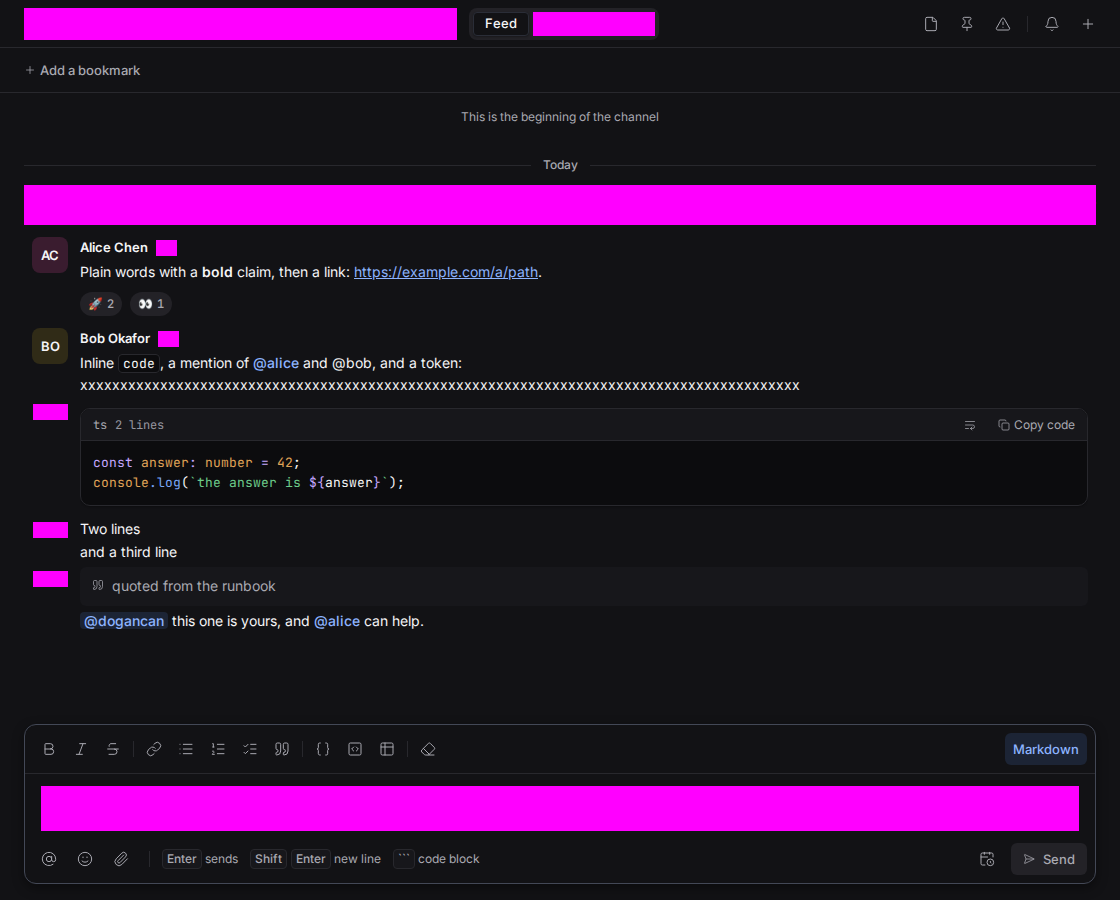 Feed
Add a bookmark
This is the beginning of the channel
Today
AC Alice Chen
Plain words with a bold claim, then a link: https://example.com/a/path.
🚀 2 👀 1
BO Bob Okafor
Inline code, a mention of @alice and @bob, and a token:
xxxxxxxxxxxxxxxxxxxxxxxxxxxxxxxxxxxxxxxxxxxxxxxxxxxxxxxxxxxxxxxxxxxxxxxxxxxxxxxxxxxxxxxxxx
ts 2 lines Copy code
const answer: number = 42;
console.log(`the answer is ${answer}`);
Two lines
and a third line
quoted from the runbook
@dogancan this one is yours, and @alice can help.
Markdown
Enter sends Shift Enter new line ``` code block Send